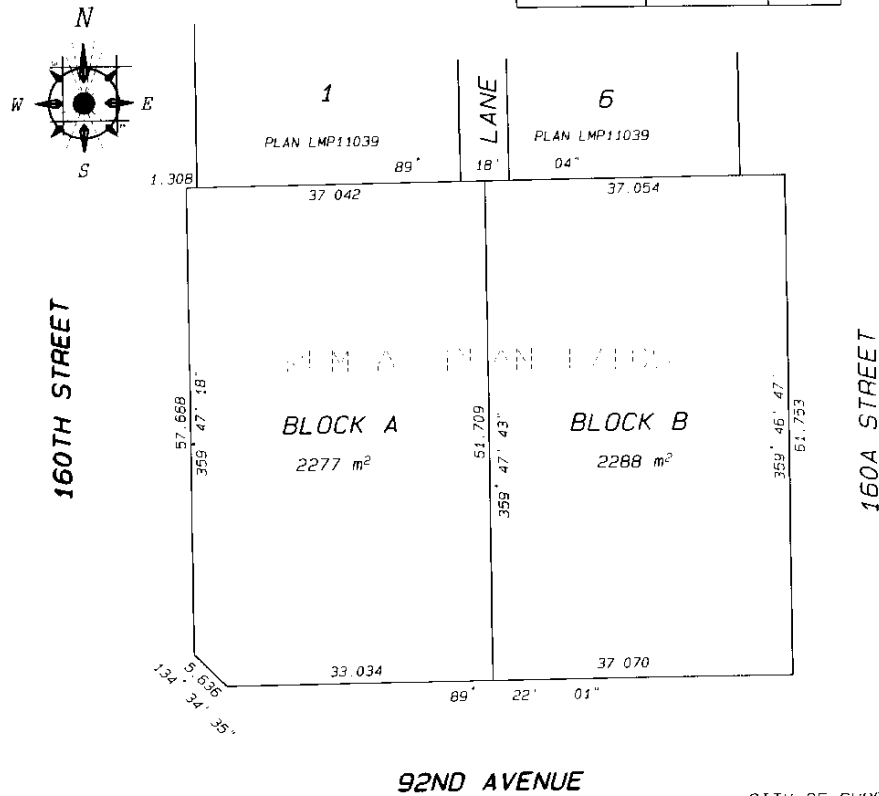 N
W E
S
1
PLAN LMP11039
LANE
6
PLAN LMP11039
89° 18' 04"
1.308
37 042
37.054
160TH STREET
57.668
359° 47' 18"
BLOCK A
2277 m²
61.709
359° 47' 43"
BLOCK B
2288 m²
359° 46' 47"
61.753
160A STREET
5.636
134° 34' 35"
33.034
37 070
89° 22' 01"
92ND AVENUE